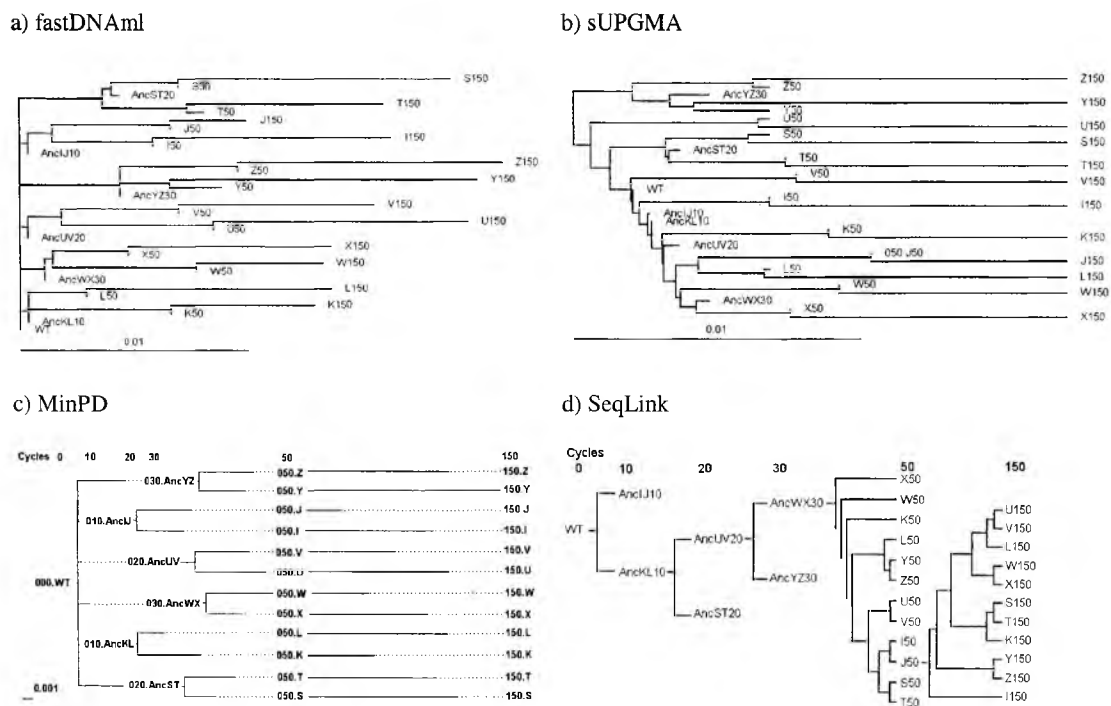 a) fastDNAml
S150
S50
AncST20
T150
T50
J150
J50
I150
I50
AncIJ10
Z150
Z50
Y150
Y50
AncYZ30
V150
V50
U150
U50
AncUV20
X150
X50
W150
W50
AncWX30
L150
L50
K150
K50
AncKL10
WT
0.01
b) sUPGMA
Z150
Z50
AncYZ30
Y150
Y30
U50
U150
S50
S150
AncST20
T50
T150
V50
V150
WT
I50
I150
AncIJ10
AncKL10
K50
K150
AncUV20
050 J50
J150
L50
L150
W50
W150
AncWX30
X50
X150
0.01
c) MinPD
Cycles 0 10 20 30 50 150
050.Z 150.Z
030.AncYZ
050.Y 150.Y
050.J 150.J
010.AncIJ
050.I 150.I
050.V 150.V
020.AncUV
050.U 150.U
000.WT
050.W 150.W
030.AncWX
050.X 150.X
050.L 150.L
010.AncKL
050.K 150.K
050.T 150.T
020.AncST
0.001
050.S 150.S
d) SeqLink
Cycles
0 10 20 30 50 150
X50
AncIJ10
AncWX30
W50
U150
K50
V150
WT
AncUV20
L50
L150
Y50
W150
AncKL10
AncYZ30
Z50
X150
U50
S150
AncST20
V50
T150
I50
K150
J50
Y150
S50
Z150
T50
I150